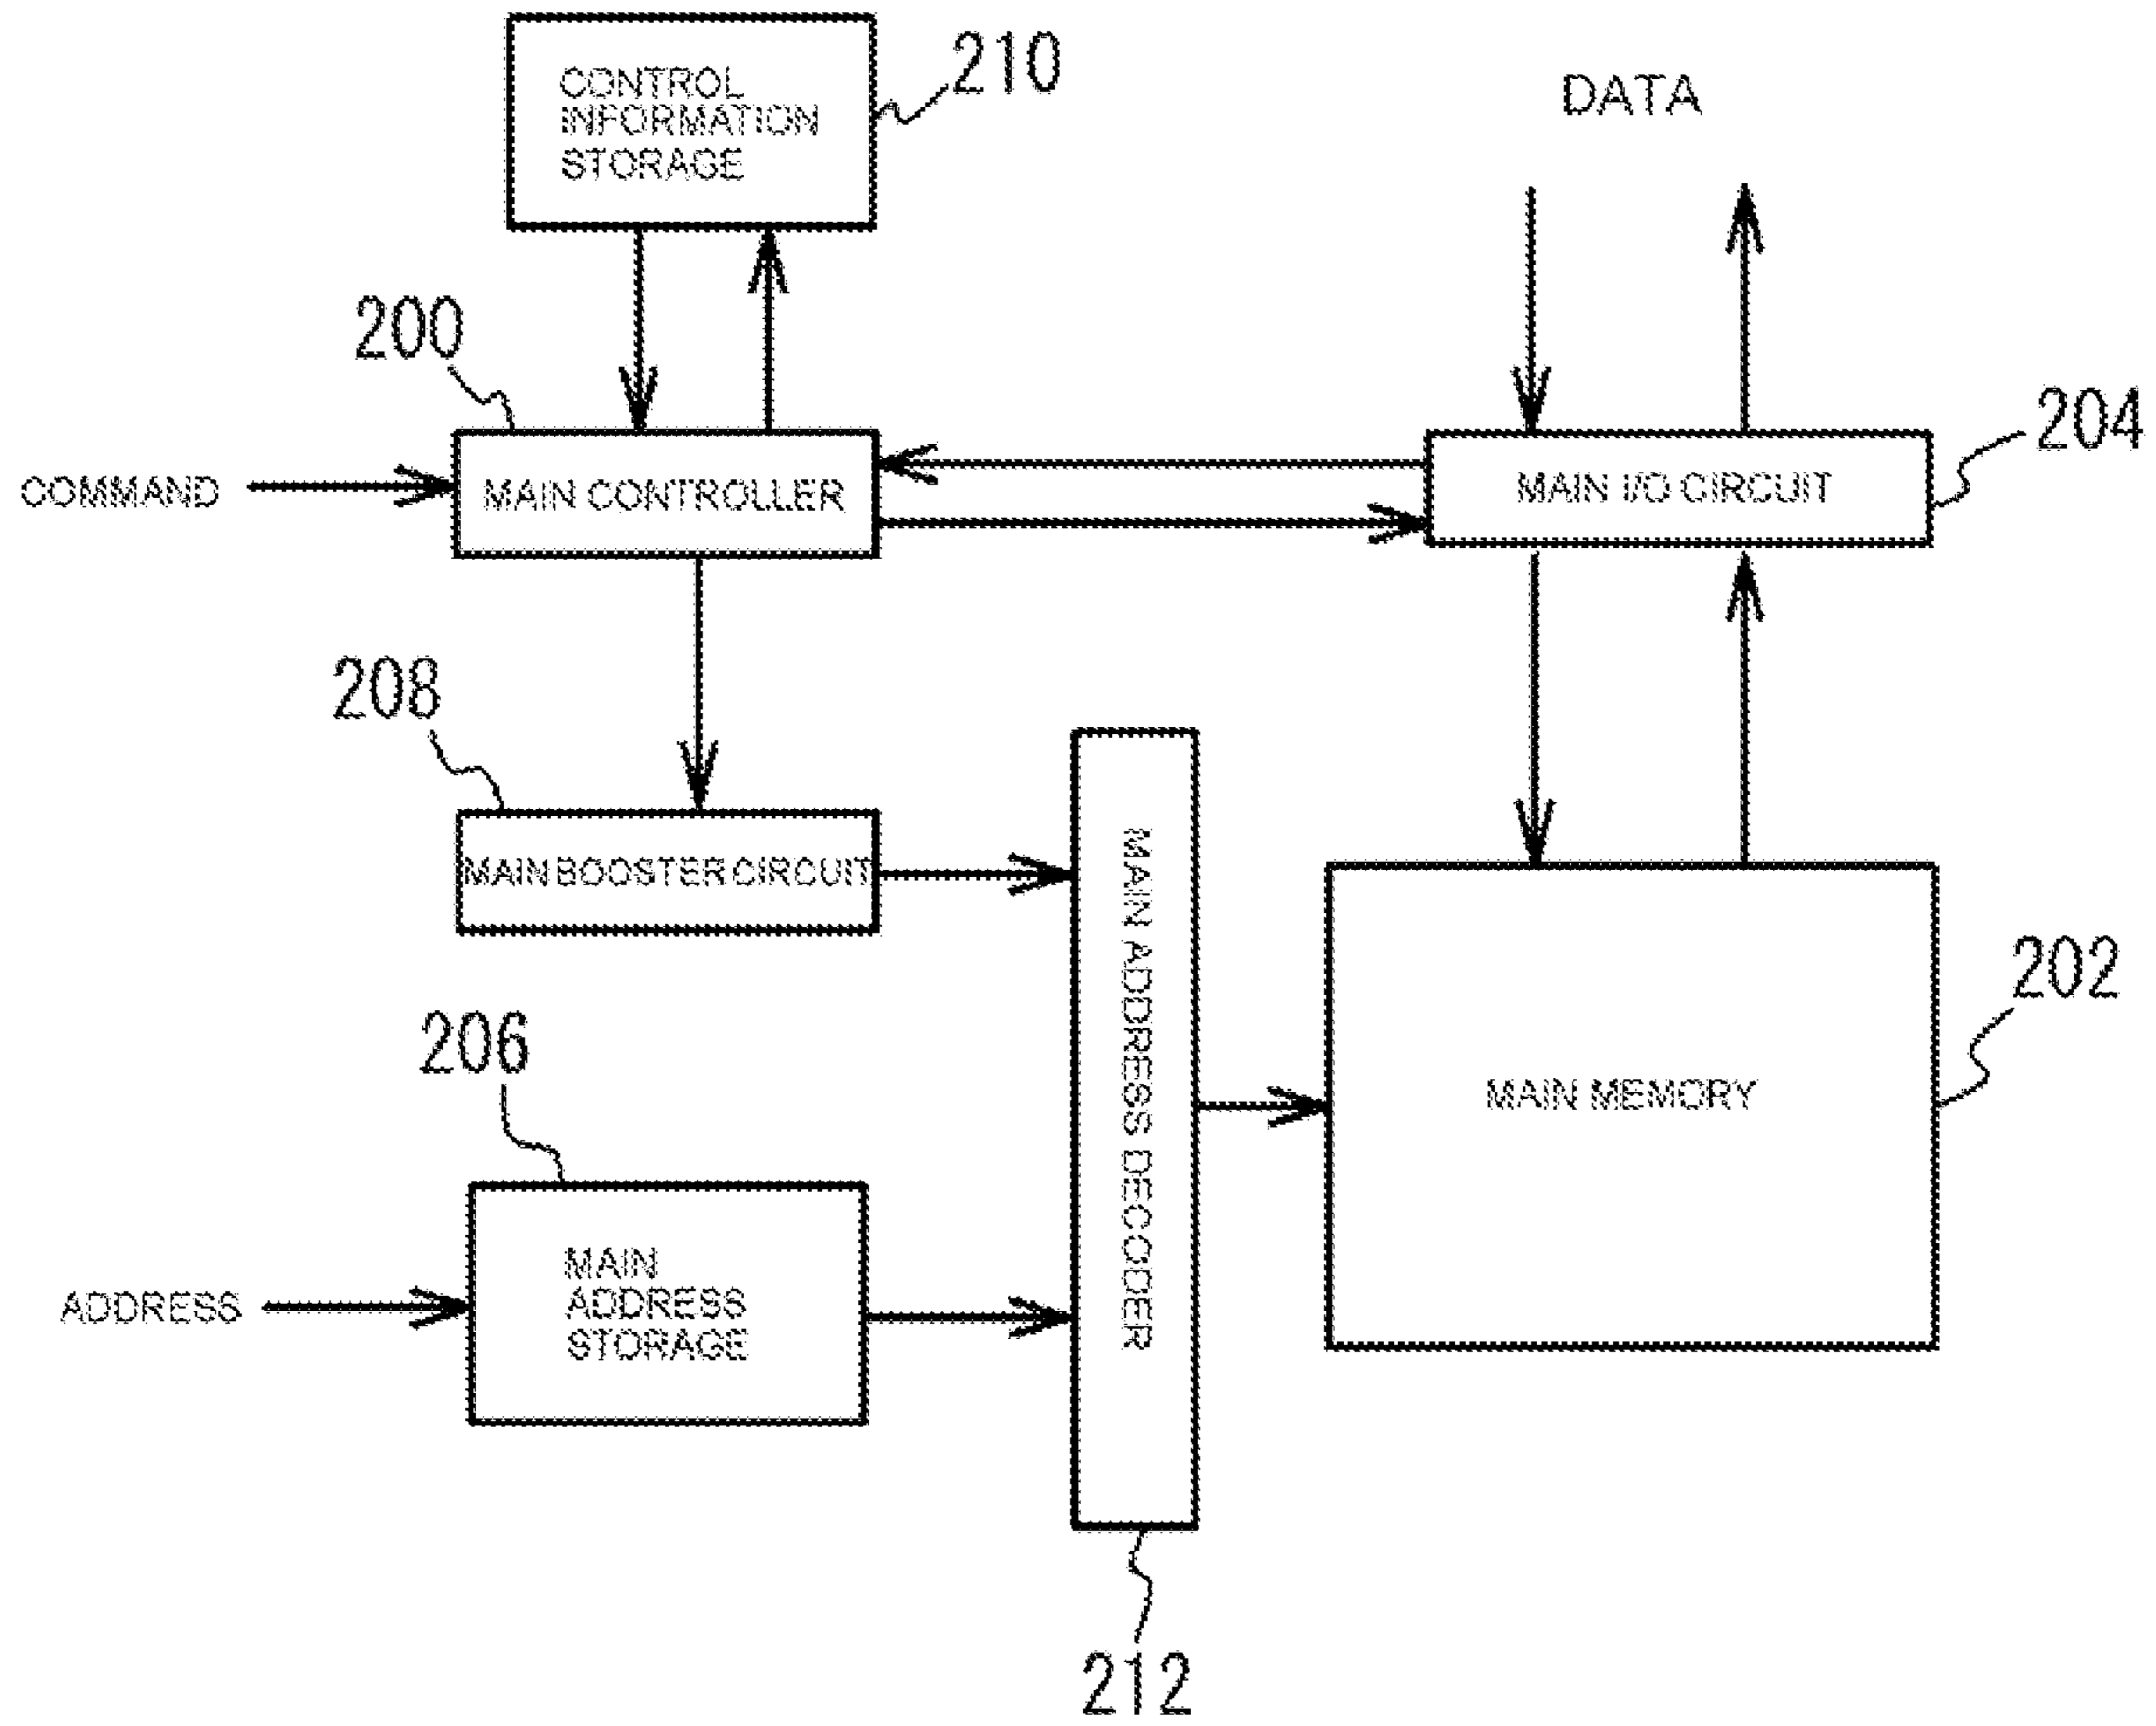 210
CONTROL
INFORMATION
STORAGE
DATA
200
204
COMMAND
MAIN CONTROLLER
MAIN I/O CIRCUIT
208
MAIN BOOSTER CIRCUIT
MAIN ADDRESS DECODER
202
206
MAIN MEMORY
ADDRESS
MAIN
ADDRESS
STORAGE
212